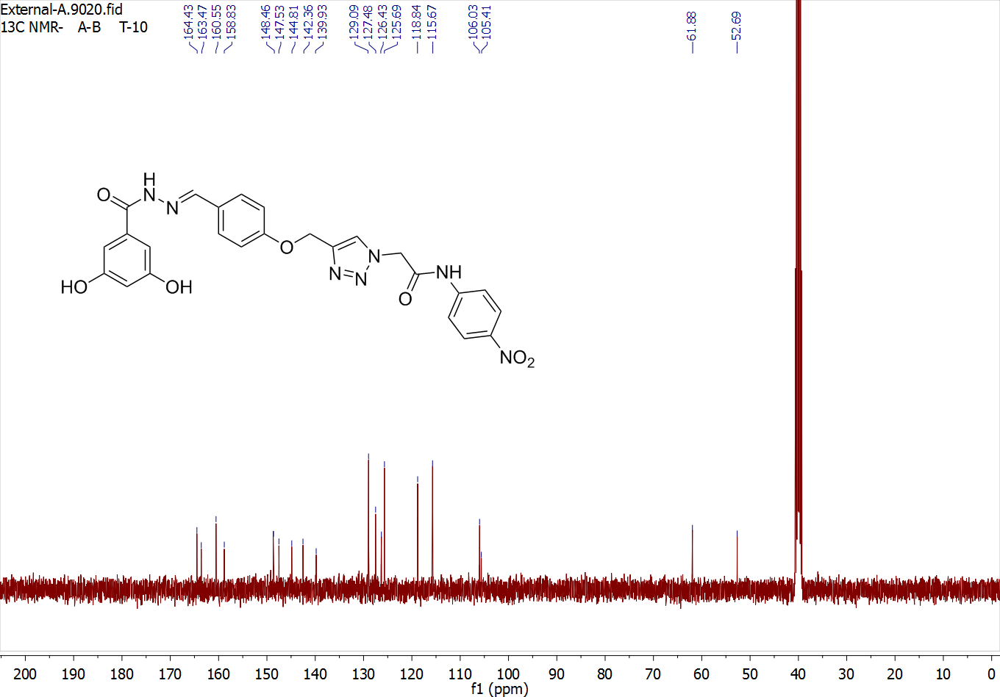 External-A.9020.fid
13C NMR- A-B T-10
164.43
163.47
160.55
158.83
148.46
147.53
144.81
142.36
139.93
129.09
127.48
126.43
125.69
118.84
115.67
106.03
105.41
61.88
52.69
H
O
N
N
HO
OH
O
N
N
N
NH
O
NO2
200 190 180 170 160 150 140 130 120 110 100 90 80 70 60 50 40 30 20 10 0
f1 (ppm)